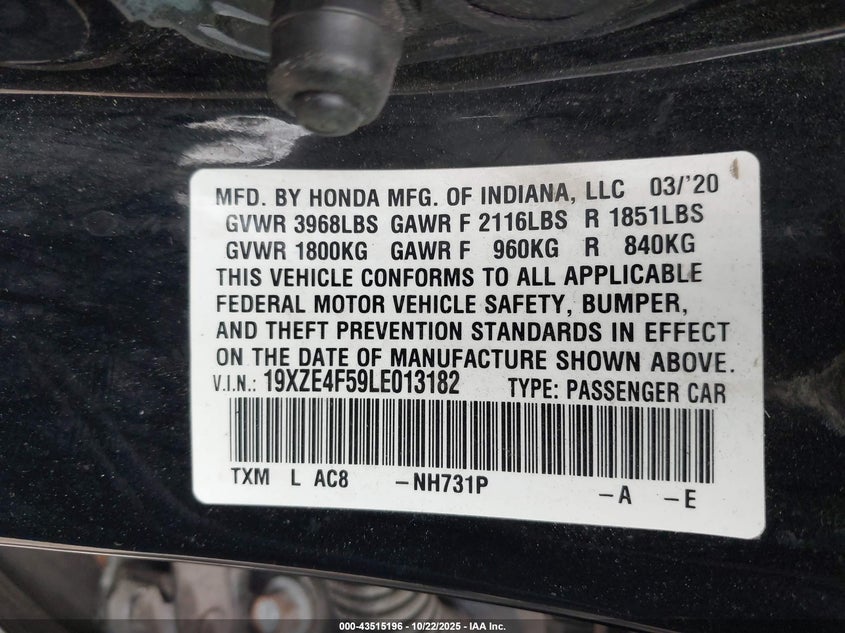 MFD. BY HONDA MFG. OF INDIANA, LLC 03/'20
GVWR 3968LBS GAWR F 2116LBS R 1851LBS
GVWR 1800KG GAWR F 960KG R 840KG
THIS VEHICLE CONFORMS TO ALL APPLICABLE
FEDERAL MOTOR VEHICLE SAFETY, BUMPER,
AND THEFT PREVENTION STANDARDS IN EFFECT
ON THE DATE OF MANUFACTURE SHOWN ABOVE.
V.I.N.: 19XZE4F59LE013182 TYPE: PASSENGER CAR
TXM L AC8 -NH731P -A -E
000-43515196 - 10/22/2025 - IAA Inc.